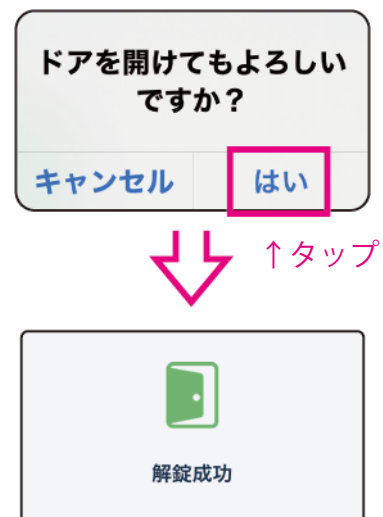 ドアを開けてもよろしい
ですか？
キャンセル
はい
↑タップ
解錠成功